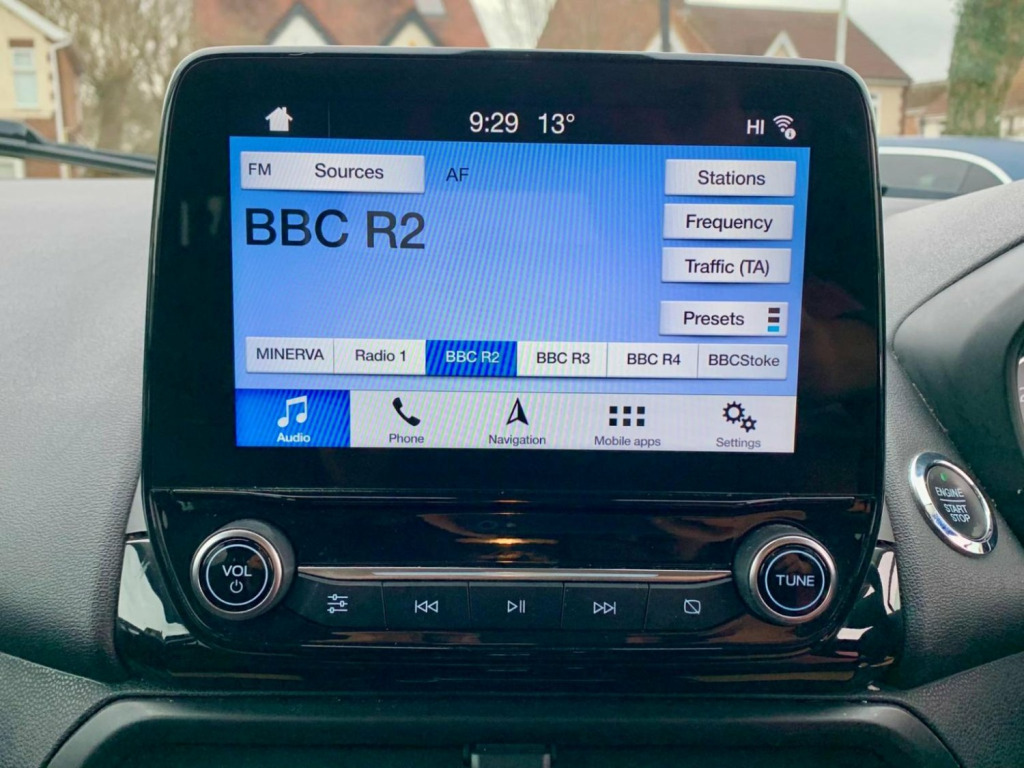 9:29 13° HI
FM Sources AF
Stations
BBC R2
Frequency
Traffic (TA)
Presets
MINERVA Radio 1 BBC R2 BBC R3 BBC R4 BBCStoke
Audio Phone Navigation Mobile apps Settings
ENGINE
START
STOP
VOL
TUNE